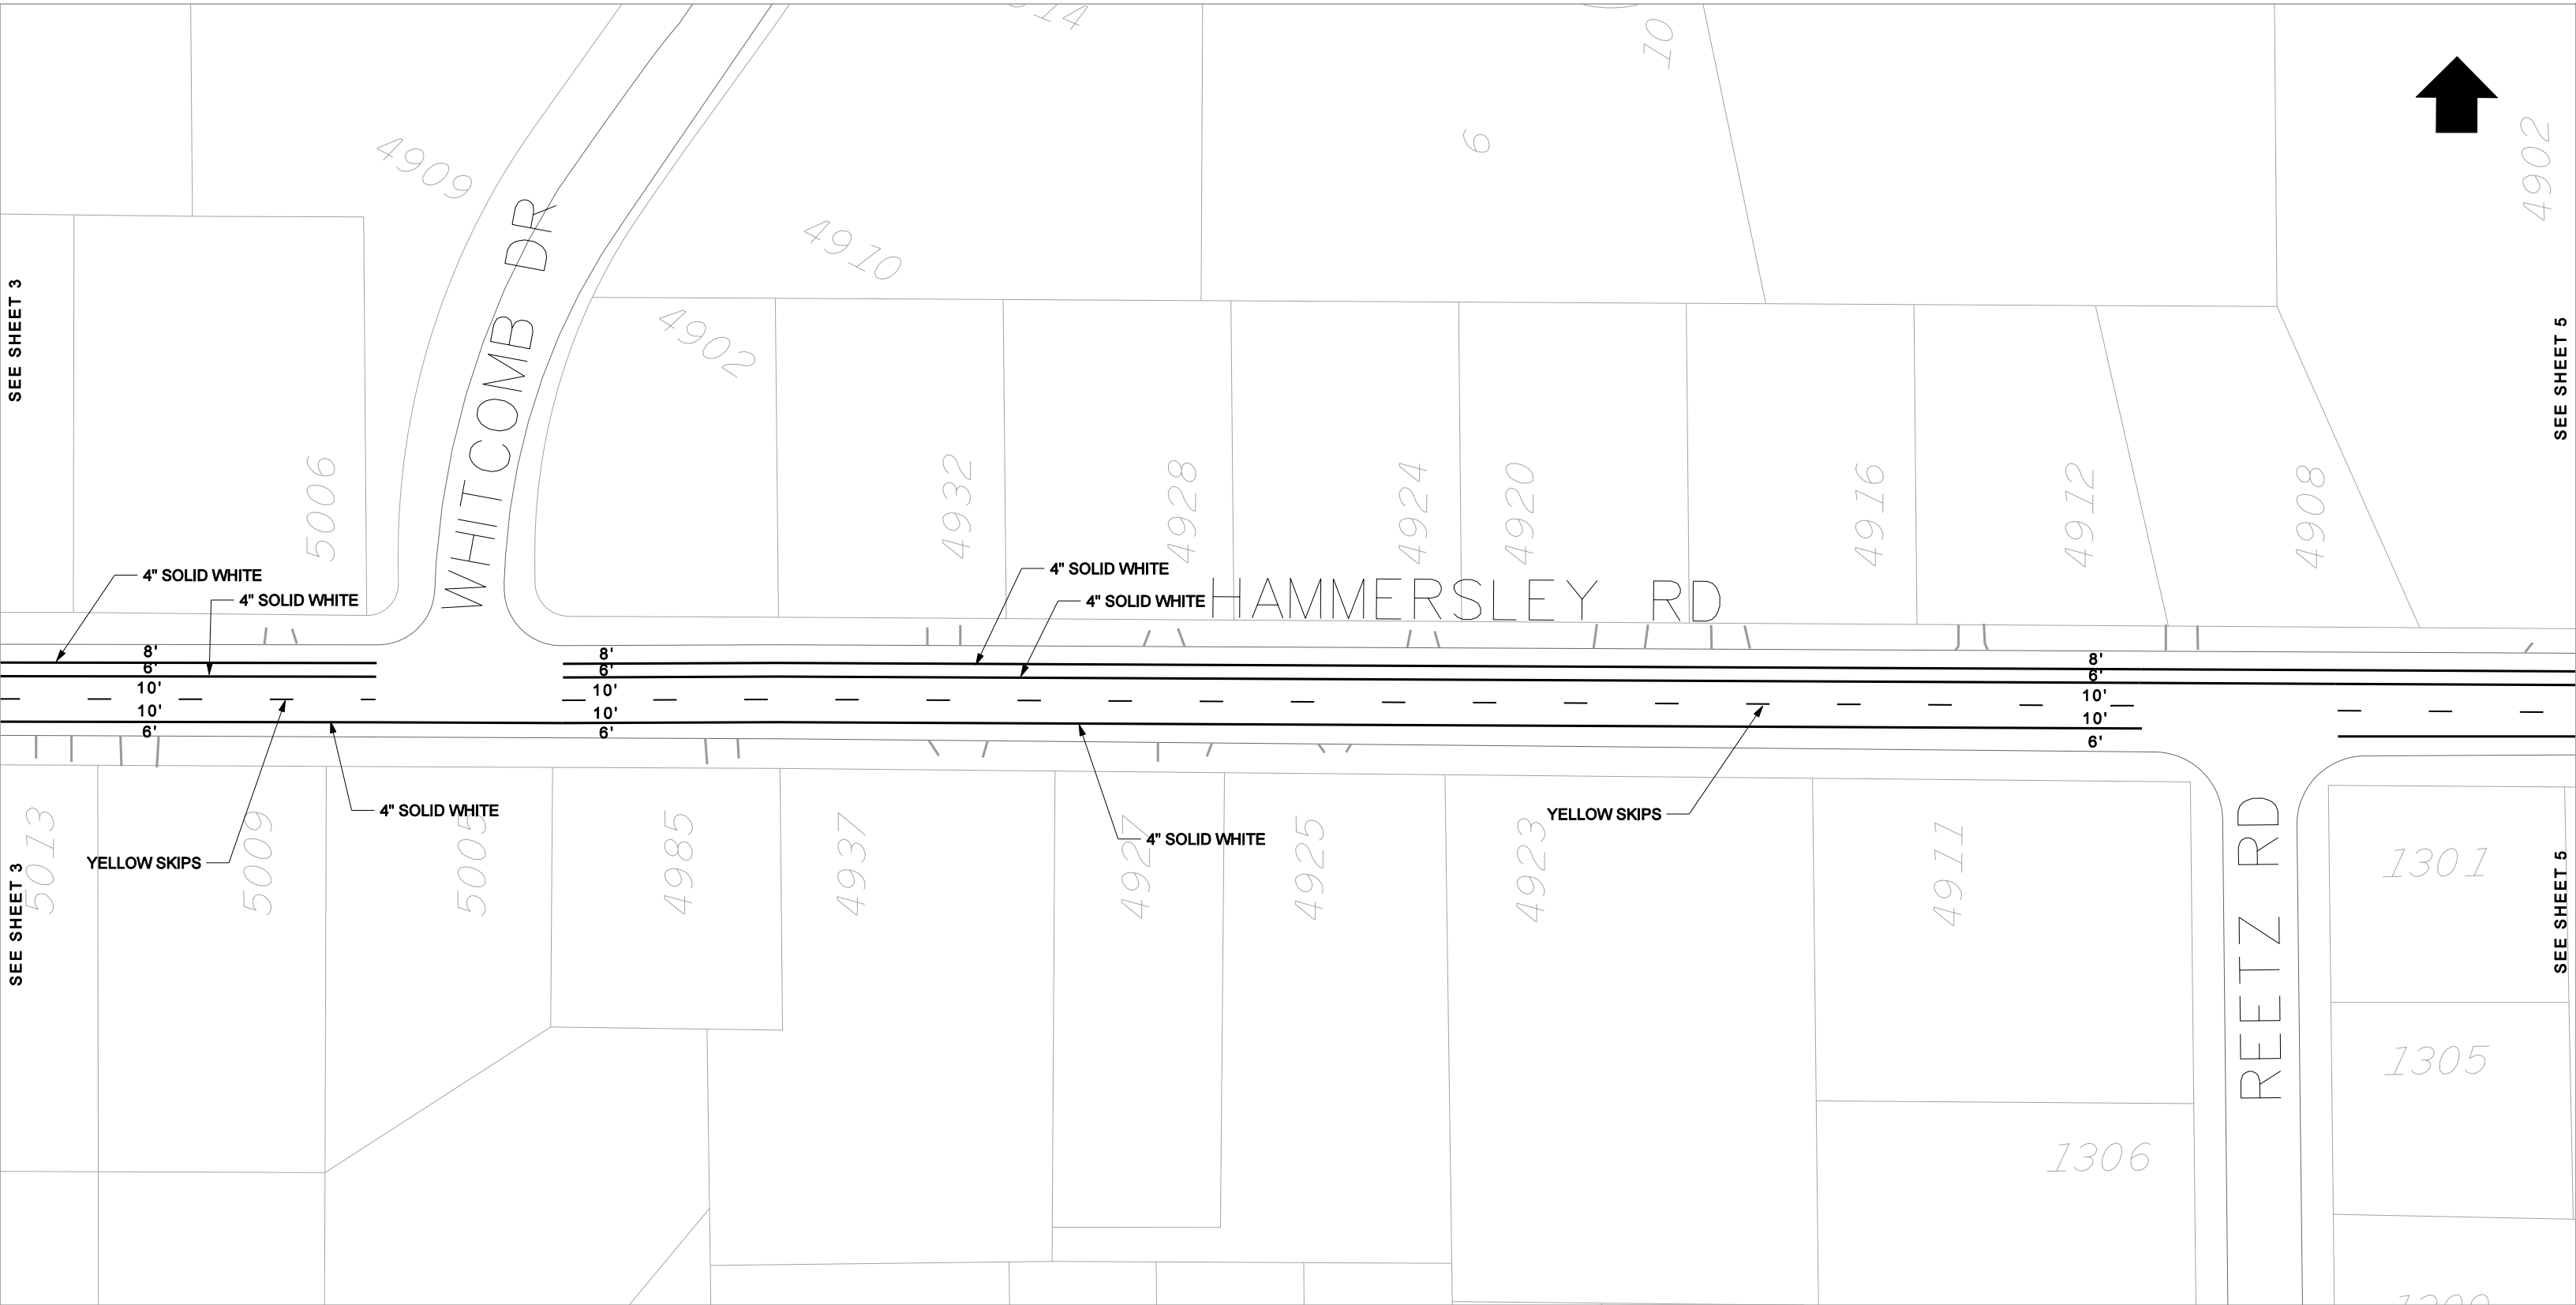 10
4909
4902
6
WHITCOMB DR
4910
SEE SHEET 3
4902
SEE SHEET 5
5006
4932
4928
4924
4920
4916
4912
4908
4" SOLID WHITE
4" SOLID WHITE
4" SOLID WHITE
4" SOLID WHITE
HAMMERSLEY RD
8'
6'
10'
10'
6'
8'
6'
10'
10'
6'
8'
6'
10'
10'
6'
4" SOLID WHITE
YELLOW SKIPS
4" SOLID WHITE
YELLOW SKIPS
SEE SHEET 3
5013
5009
5005
4985
4937
4927
4925
4923
4911
REETZ RD
1301
SEE SHEET 5
1305
1306